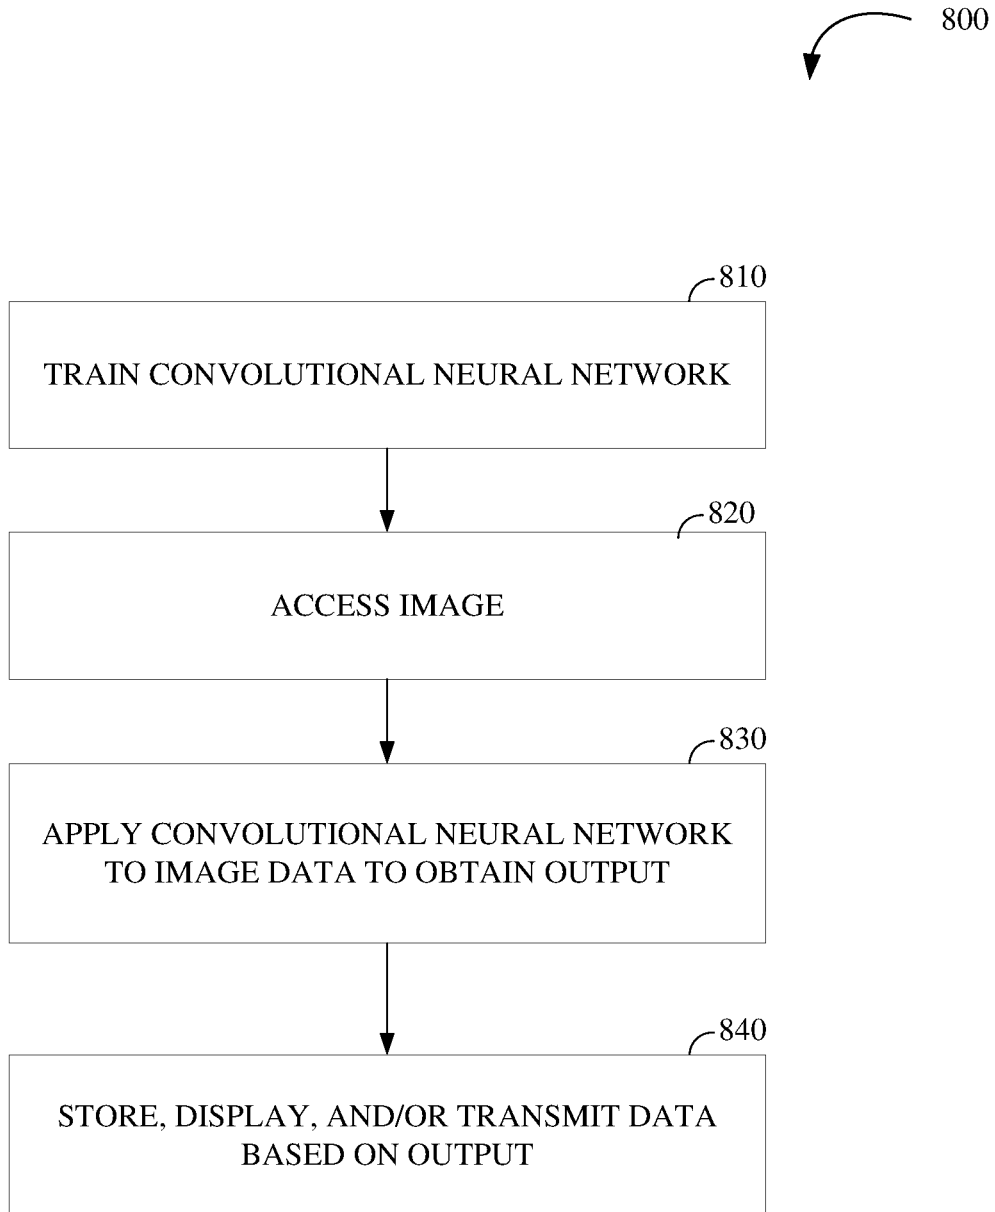 800
810
TRAIN CONVOLUTIONAL NEURAL NETWORK
820
ACCESS IMAGE
830
APPLY CONVOLUTIONAL NEURAL NETWORK
TO IMAGE DATA TO OBTAIN OUTPUT
840
STORE, DISPLAY, AND/OR TRANSMIT DATA
BASED ON OUTPUT